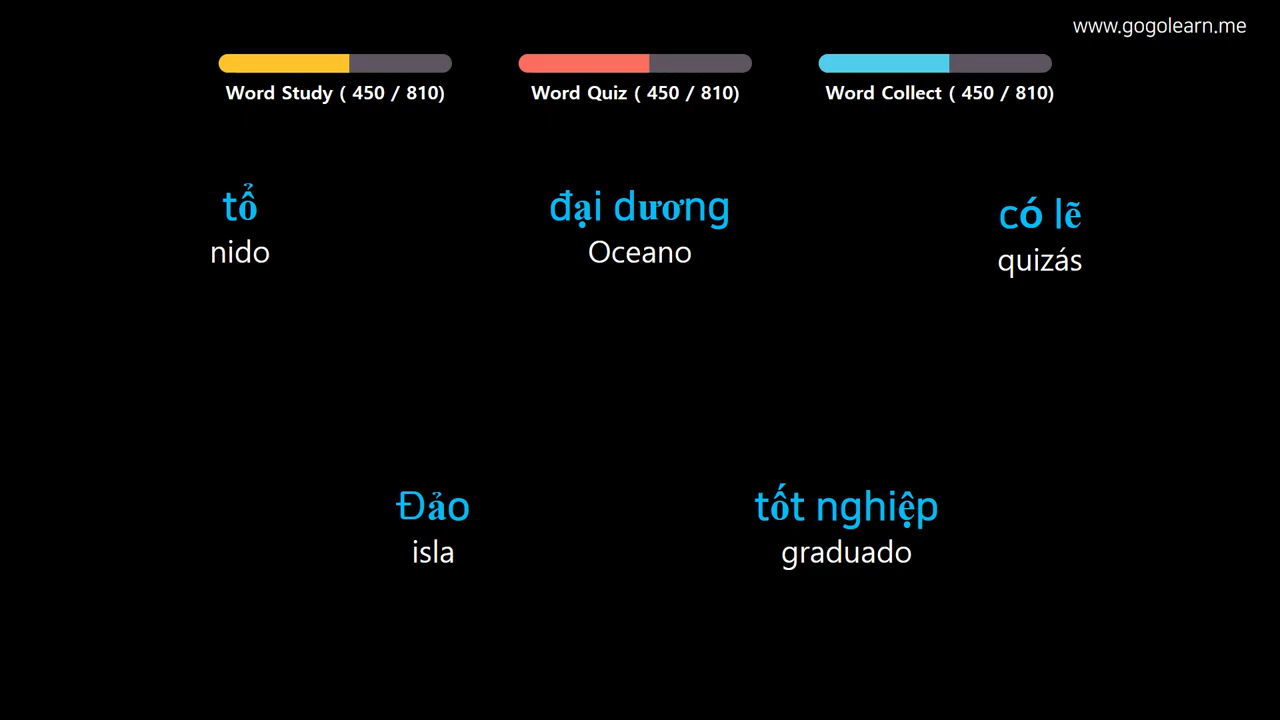 www.gogolearn.me
Word Study ( 450 / 810)
Word Quiz ( 450 / 810)
Word Collect ( 450 / 810)
tổ
nido
đại dương
Oceano
có lẽ
quizás
Đảo
isla
tốt nghiệp
graduado